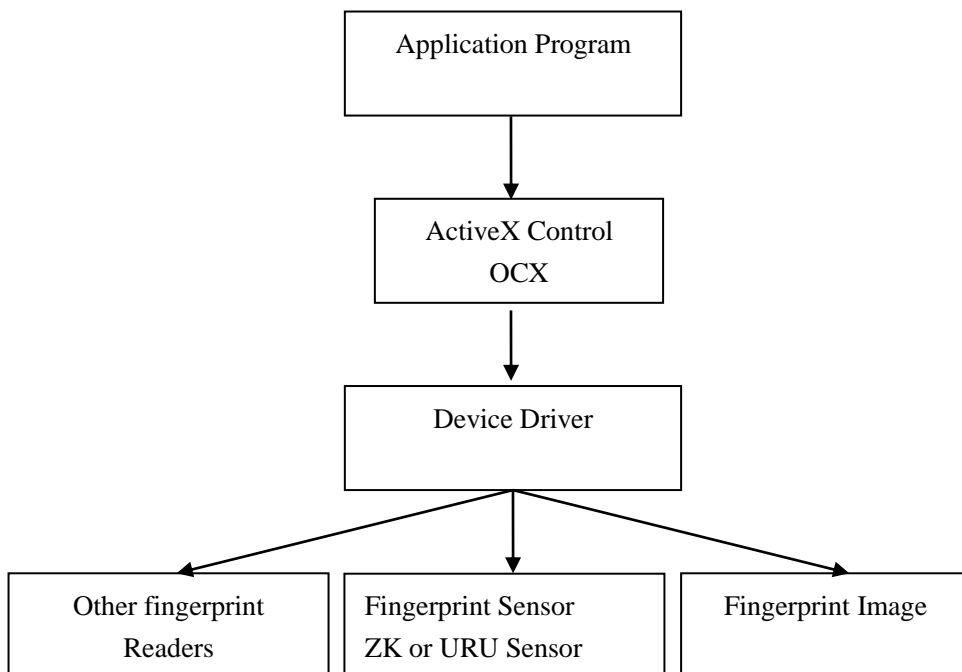 Application Program
ActiveX Control
OCX
Device Driver
Other fingerprint
Readers
Fingerprint Sensor
ZK or URU Sensor
Fingerprint Image